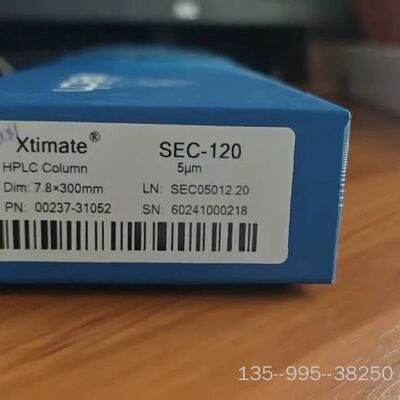 Xtimate® SEC-120
HPLC Column 5μm
Dim: 7.8×300mm LN: SEC05012.20
PN: 00237-31052 SN: 60241000218
135--995--38250